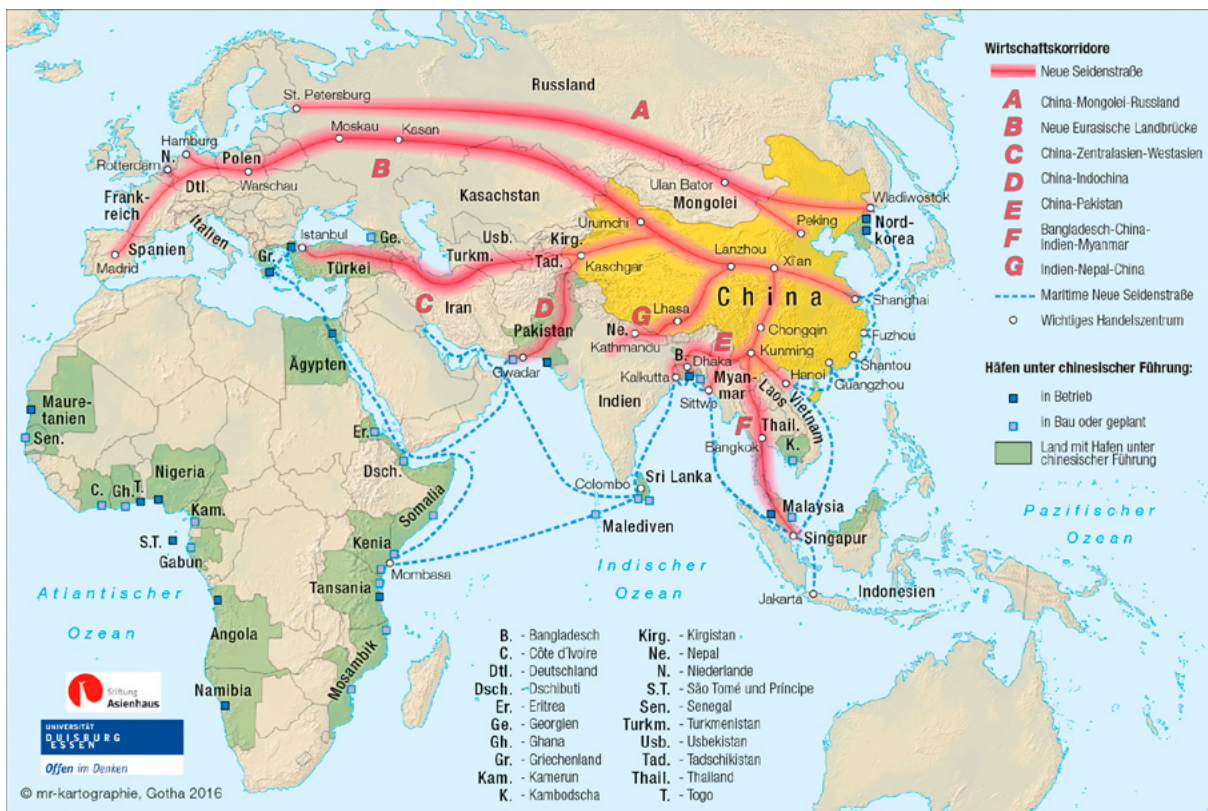 Wirtschaftskorridore
Neue Seidenstraße
A China-Mongolei-Russland
B Neue Eurasische Landbrücke
C China-Zentralasien-Westasien
D China-Indochina
E China-Pakistan
F Bangladesch-China-
Indien-Myanmar
G Indien-Nepal-China
Maritime Neue Seidenstraße
Wichtiges Handelszentrum
Häfen unter chinesischer Führung:
in Betrieb
in Bau oder geplant
Land mit Hafen unter
chinesischer Führung
Russland
A
St. Petersburg
Moskau
Kasan
Hamburg
N.
Rotterdam
Polen
Warschau
B
Dtl.
Frank-
reich
Italien
Spanien
Madrid
Kasachstan
Ulan Bator
Mongolei
Wladiwostok
Nord-
korea
Peking
Urumchi
Istanbul
Gr.
Ge.
Türkei
Usb.
Turkm.
Kirg.
Tad.
Kaschgar
Lanzhou
Xi'an
China
Shanghai
C
Iran
D
Pakistan
Gwadar
G
Lhasa
Ne.
Kathmandu
E
Chongqin
Kunming
Fuzhou
Shantou
Guangzhou
Hanoi
B.
Dhaka
Kalkutta
Indien
Sittwe
Myan-
mar
Laos
Vietnam
Thail.
F
Bangkok
K.
Ägypten
Maure-
tanien
Sen.
Er.
Dsch.
Nigeria
C.
Gh.
T.
Kam.
S.T.
Gabun
Somalia
Kenia
Mombasa
Tansania
Angola
Mosambik
Namibia
Colombo
Sri Lanka
Malediven
Malaysia
Singapur
Jakarta
Indonesien
Atlantischer
Ozean
Indischer
Ozean
Pazifischer
Ozean
B. - Bangladesch
C. - Côte d'Ivoire
Dtl. - Deutschland
Dsch. - Dschibuti
Er. - Eritrea
Ge. - Georgien
Gh. - Ghana
Gr. - Griechenland
Kam. - Kamerun
K. - Kambodscha
Kirg. - Kirgistan
Ne. - Nepal
N. - Niederlande
S.T. - São Tomé und Príncipe
Sen. - Senegal
Turkm. - Turkmenistan
Usb. - Usbekistan
Tad. - Tadschikistan
Thail. - Thailand
T. - Togo
Stiftung
Asienhaus
UNIVERSITÄT
DUISBURG
ESSEN
Offen im Denken
© mr-kartographie, Gotha 2016